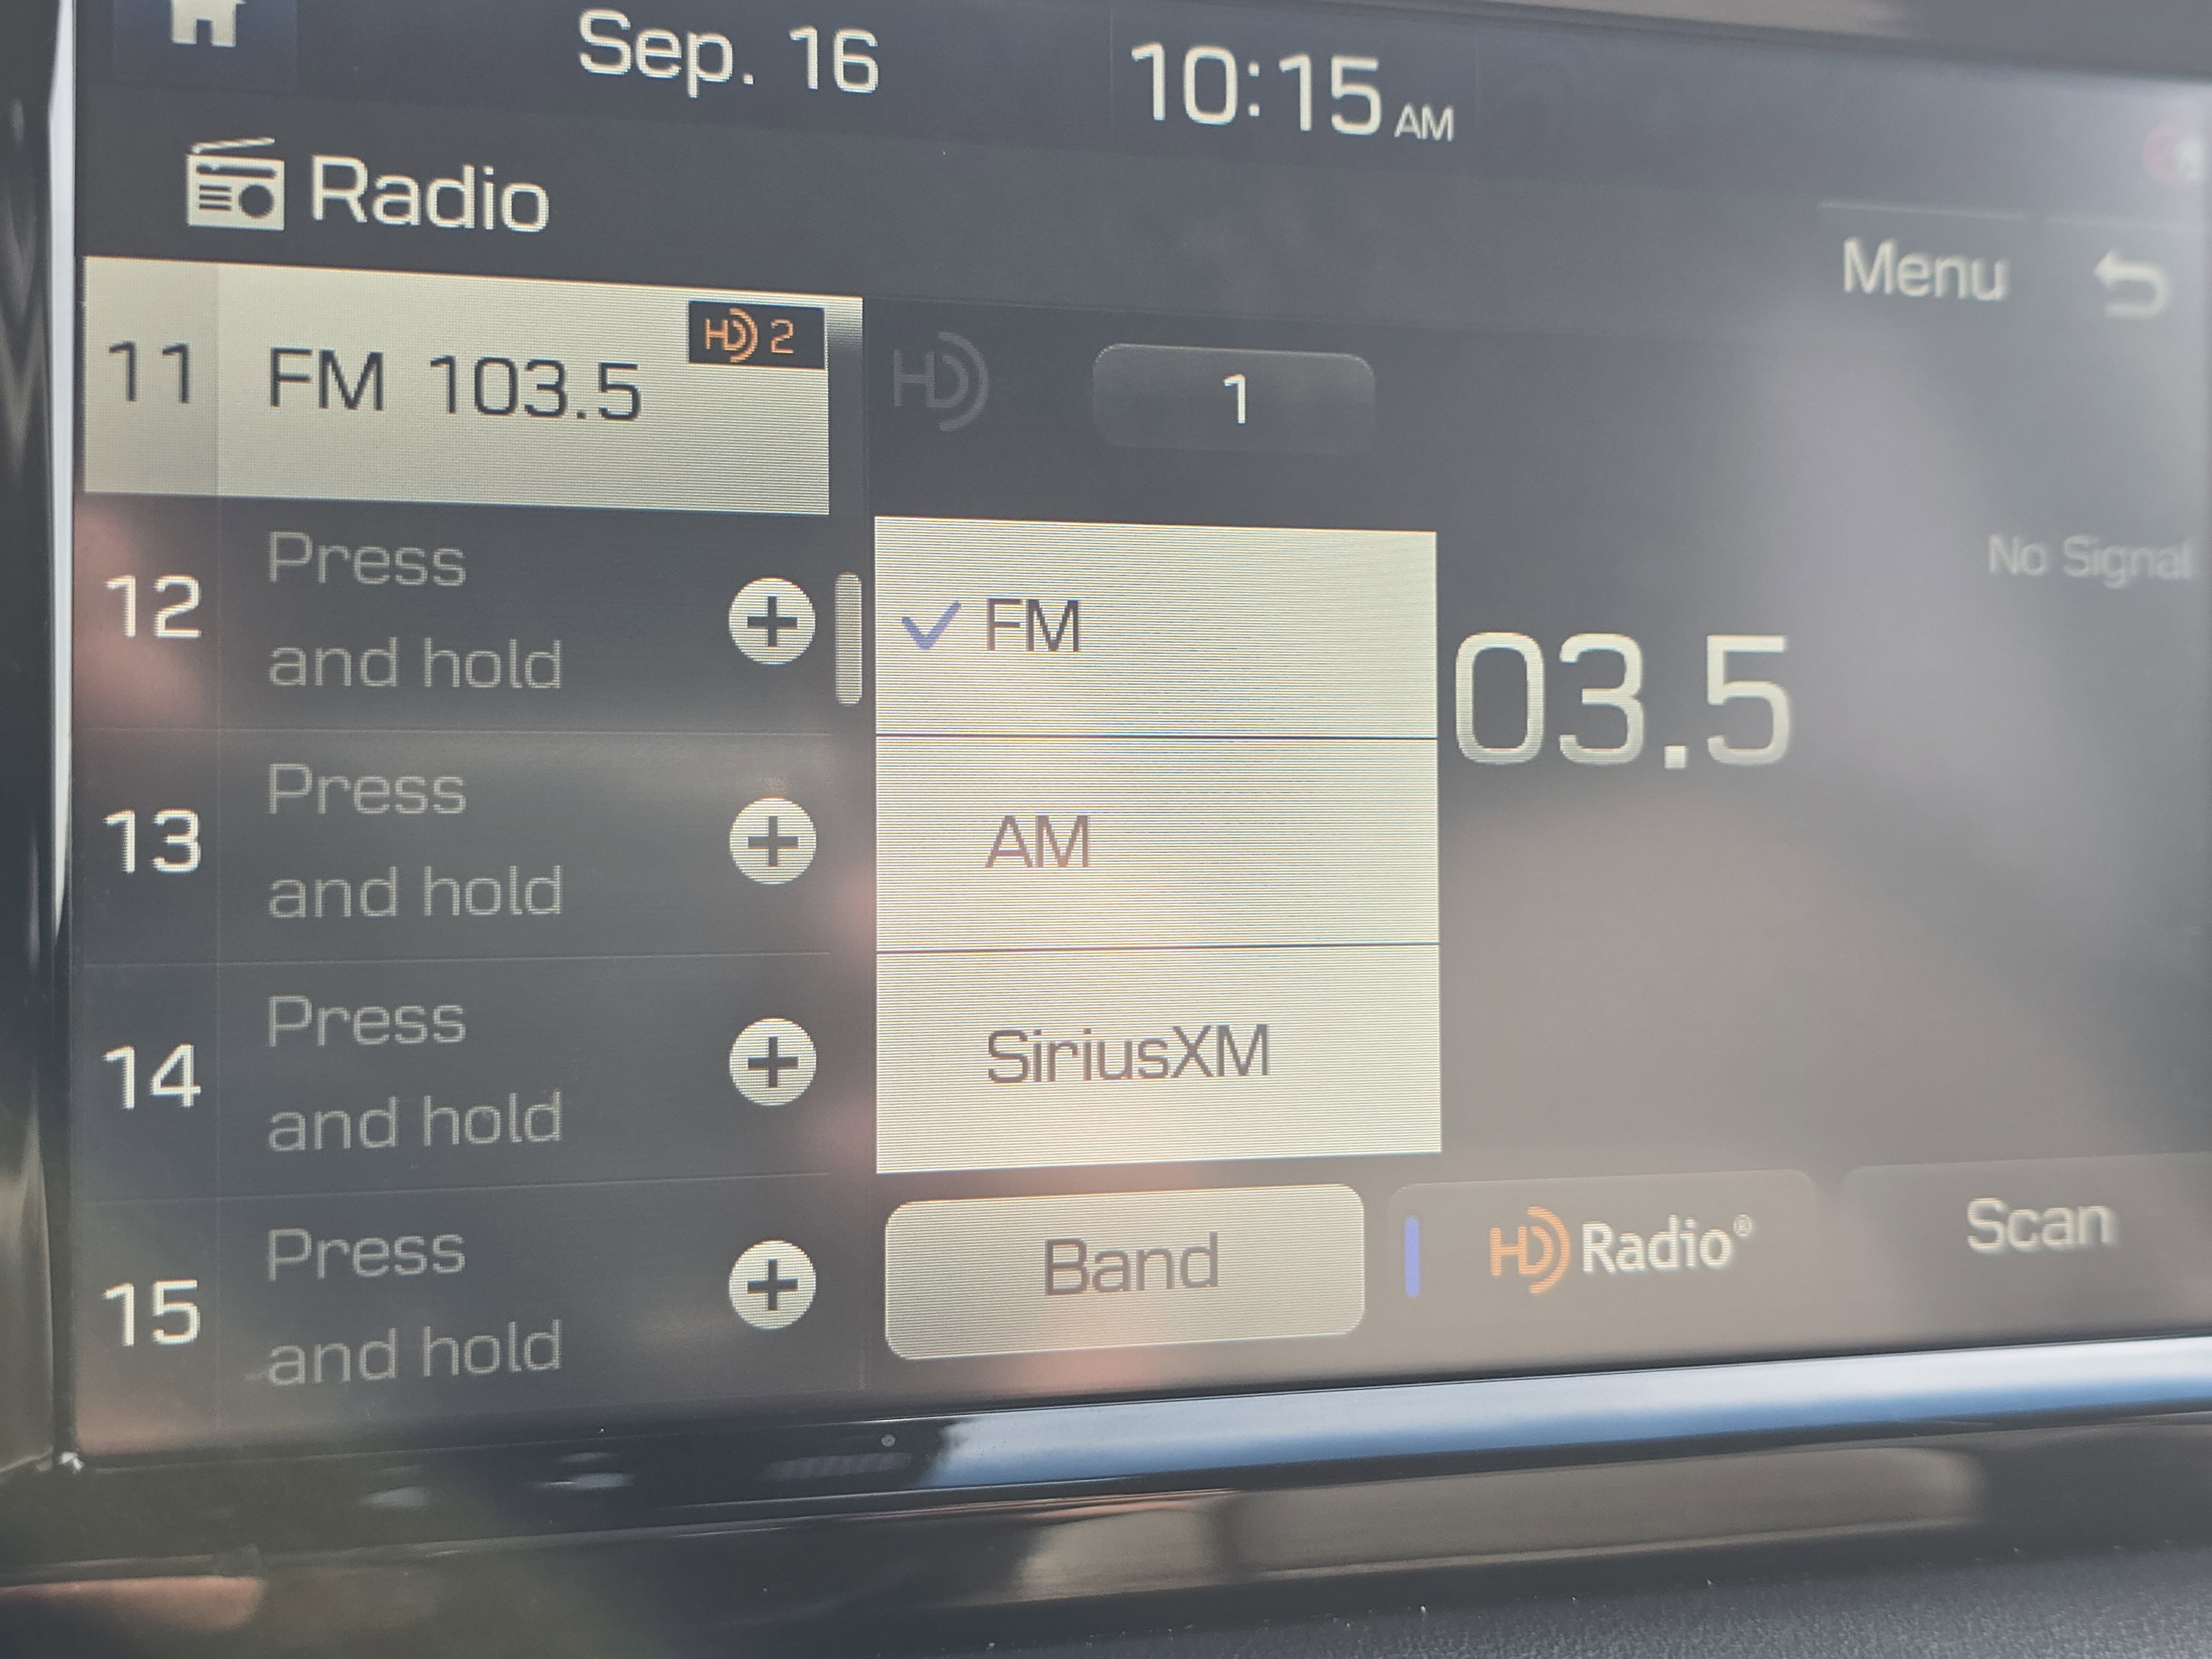 Sep. 16
10:15 AM
Radio
Menu
11 FM 103.5 HD 2
HD 1
No Signal
12 Press
and hold
13 Press
and hold
14 Press
and hold
15 Press
and hold
FM
AM
SiriusXM
03.5
Band
HD Radio®
Scan